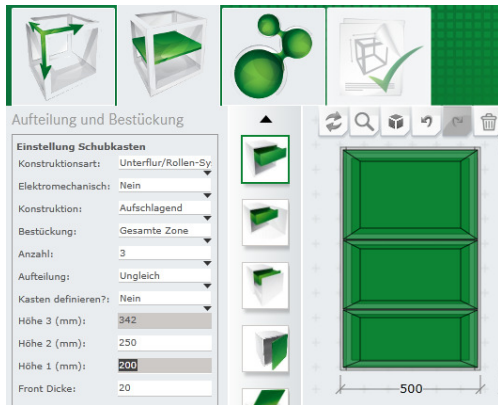 Aufteilung und Bestückung
Einstellung Schubkasten
Konstruktionsart: Unterflur/Rollen-Sy
Elektromechanisch: Nein
Konstruktion: Aufschlagend
Bestückung: Gesamte Zone
Anzahl: 3
Aufteilung: Ungleich
Kasten definieren?: Nein
Höhe 3 (mm): 342
Höhe 2 (mm): 250
Höhe 1 (mm): 200
Front Dicke: 20
500